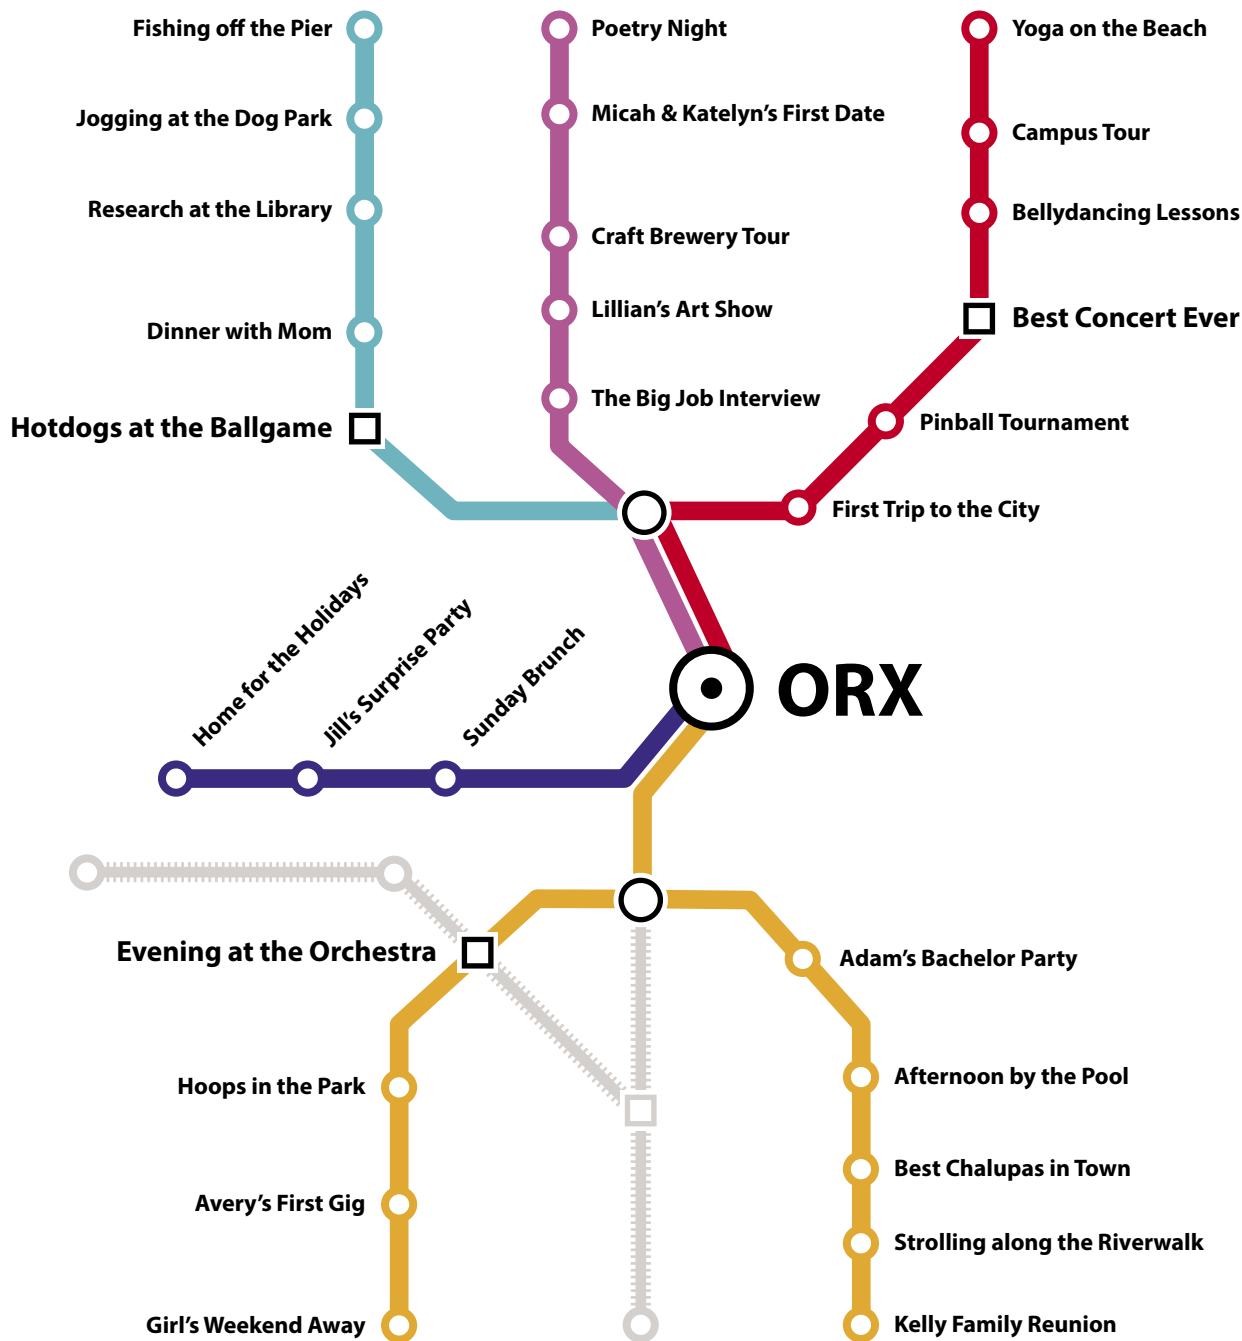 Fishing off the Pier
Poetry Night
Yoga on the Beach
Jogging at the Dog Park
Micah & Katelyn’s First Date
Campus Tour
Research at the Library
Craft Brewery Tour
Bellydancing Lessons
Dinner with Mom
Lillian’s Art Show
Best Concert Ever
Hotdogs at the Ballgame
The Big Job Interview
Pinball Tournament
First Trip to the City
Home for the Holidays
Jill’s Surprise Party
Sunday Brunch
ORX
Evening at the Orchestra
Adam’s Bachelor Party
Hoops in the Park
Afternoon by the Pool
Avery’s First Gig
Best Chalupas in Town
Strolling along the Riverwalk
Girl’s Weekend Away
Kelly Family Reunion